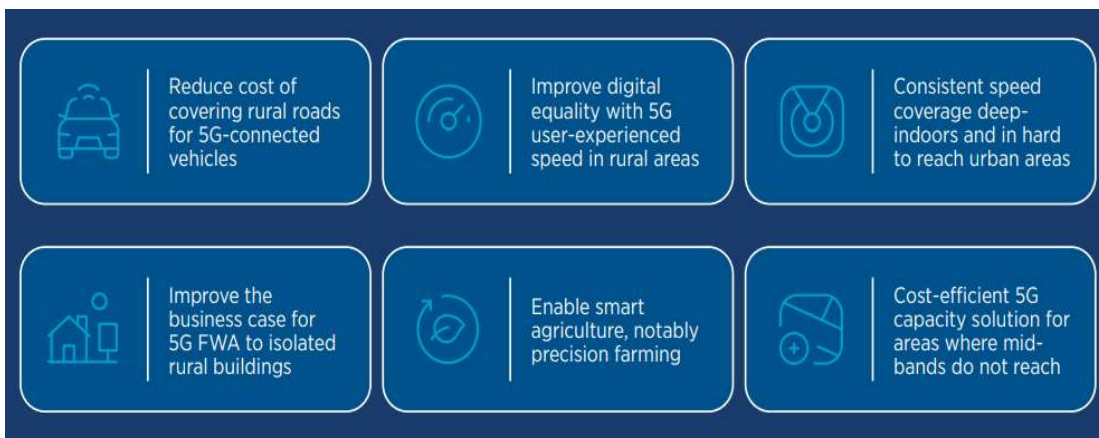 Reduce cost of
covering rural roads
for 5G-connected
vehicles
Improve digital
equality with 5G
user-experienced
speed in rural areas
Consistent speed
coverage deep-
indoors and in hard
to reach urban areas
Improve the
business case for
5G FWA to isolated
rural buildings
Enable smart
agriculture, notably
precision farming
Cost-efficient 5G
capacity solution for
areas where mid-
bands do not reach